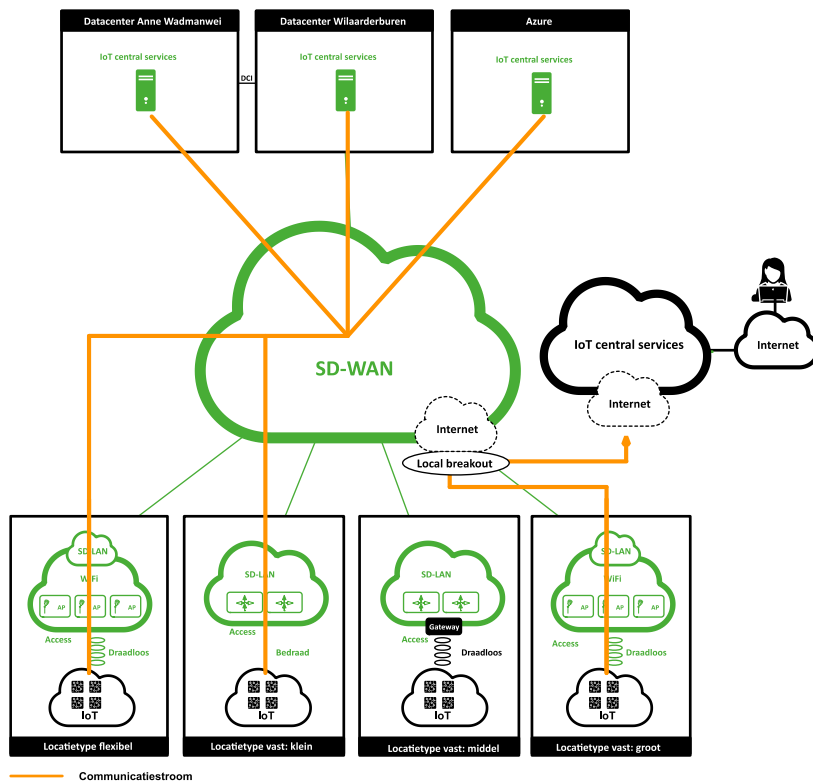 Datacenter Anne Wadmanwei
Datacenter Wilaarderburen
Azure
IoT central services
IoT central services
IoT central services
DCI
SD-WAN
IoT central services
Internet
Internet
Internet
Local breakout
SD-LAN
WiFi
AP
AP
AP
Access
Draadloos
IoT
Locatietype flexibel
SD-LAN
Access
Bedraad
IoT
Locatietype vast: klein
SD-LAN
Gateway
Access
Draadloos
IoT
Locatietype vast: middel
SD-LAN
WiFi
AP
AP
AP
Access
Draadloos
IoT
Locatietype vast: groot
Communicatiestroom